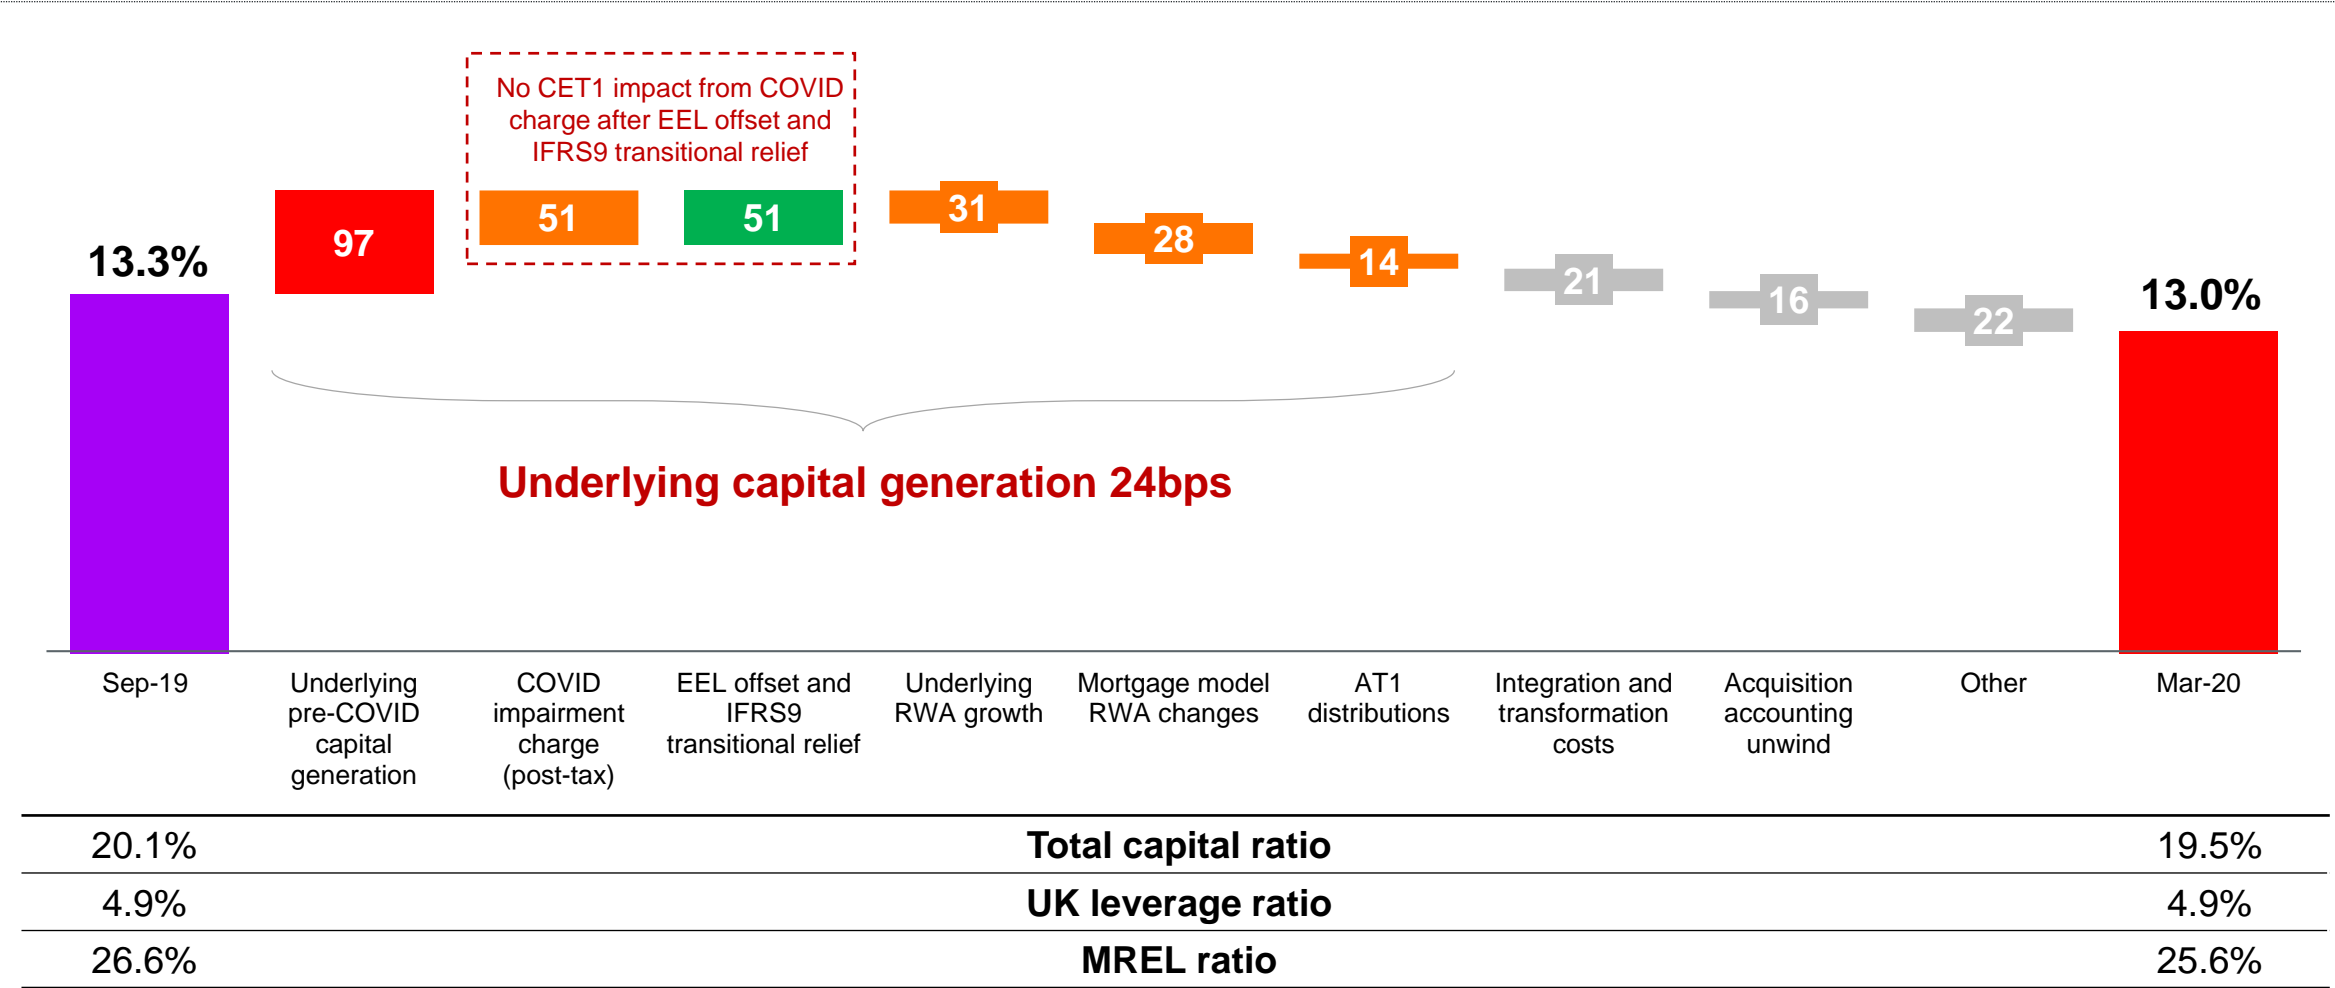 No CET1 impact from COVID
charge after EEL offset and
IFRS9 transitional relief
13.3%
97
51
51
31
28
14
21
16
22
13.0%
Underlying capital generation 24bps
Sep-19
Underlying
pre-COVID
capital
generation
COVID
impairment
charge
(post-tax)
EEL offset and
IFRS9
transitional relief
Underlying
RWA growth
Mortgage model
RWA changes
AT1
distributions
Integration and
transformation
costs
Acquisition
accounting
unwind
Other
Mar-20
20.1% Total capital ratio 19.5%
4.9% UK leverage ratio 4.9%
26.6% MREL ratio 25.6%